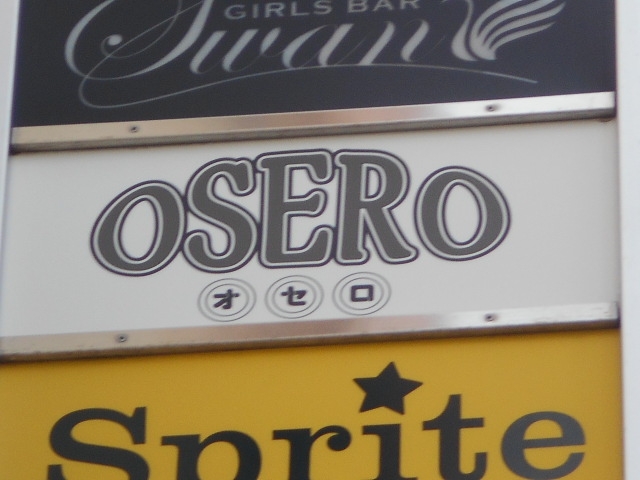 GIRLS BAR
Swan
OSERO
オセロ
Sprite